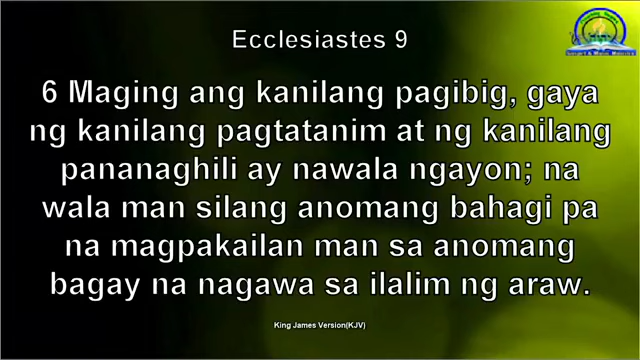 Ecclesiastes 9
6 Maging ang kanilang pagibig, gaya
ng kanilang pagtatanim at ng kanilang
pananaghili ay nawala ngayon; na
wala man silang anomang bahagi pa
na magpakailan man sa anomang
bagay na nagawa sa ilalim ng araw.
King James Version(KJV)